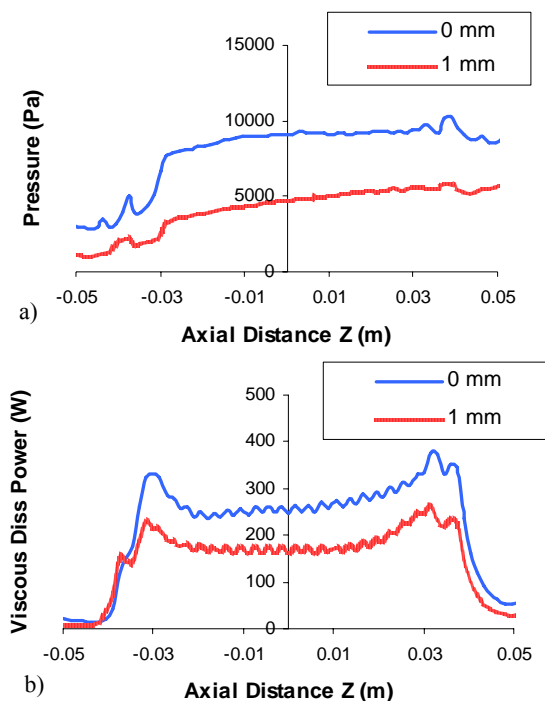 0 mm
1 mm
15000
10000
5000
0
Pressure (Pa)
-0.05 -0.03 -0.01 0.01 0.03 0.05
a)
Axial Distance Z (m)
0 mm
1 mm
500
400
300
200
100
0
Viscous Diss Power (W)
-0.05 -0.03 -0.01 0.01 0.03 0.05
b)
Axial Distance Z (m)